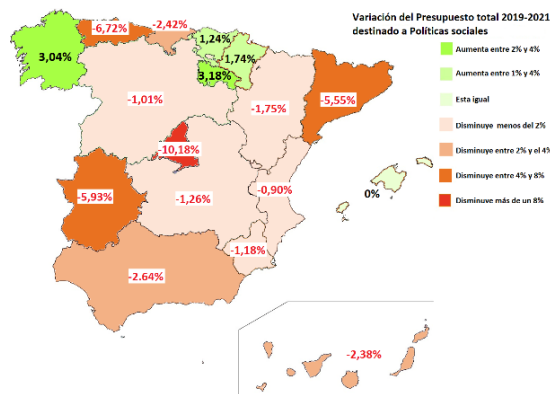 Variación del Presupuesto total 2019-2021
destinado a Políticas sociales
Aumenta entre 2% y 4%
Aumenta entre 1% y 4%
Esta igual
Disminuye menos del 2%
Disminuye entre 2% y el 4%
Disminuye entre 4% y 8%
Disminuye más de un 8%
-6,72%
-2,42%
1,24%
3,04%
1,74%
3,18%
-1,01%
-1,75%
-5,55%
-10,18%
-5,93%
-1,26%
-0,90%
0%
-1,18%
-2.64%
-2,38%